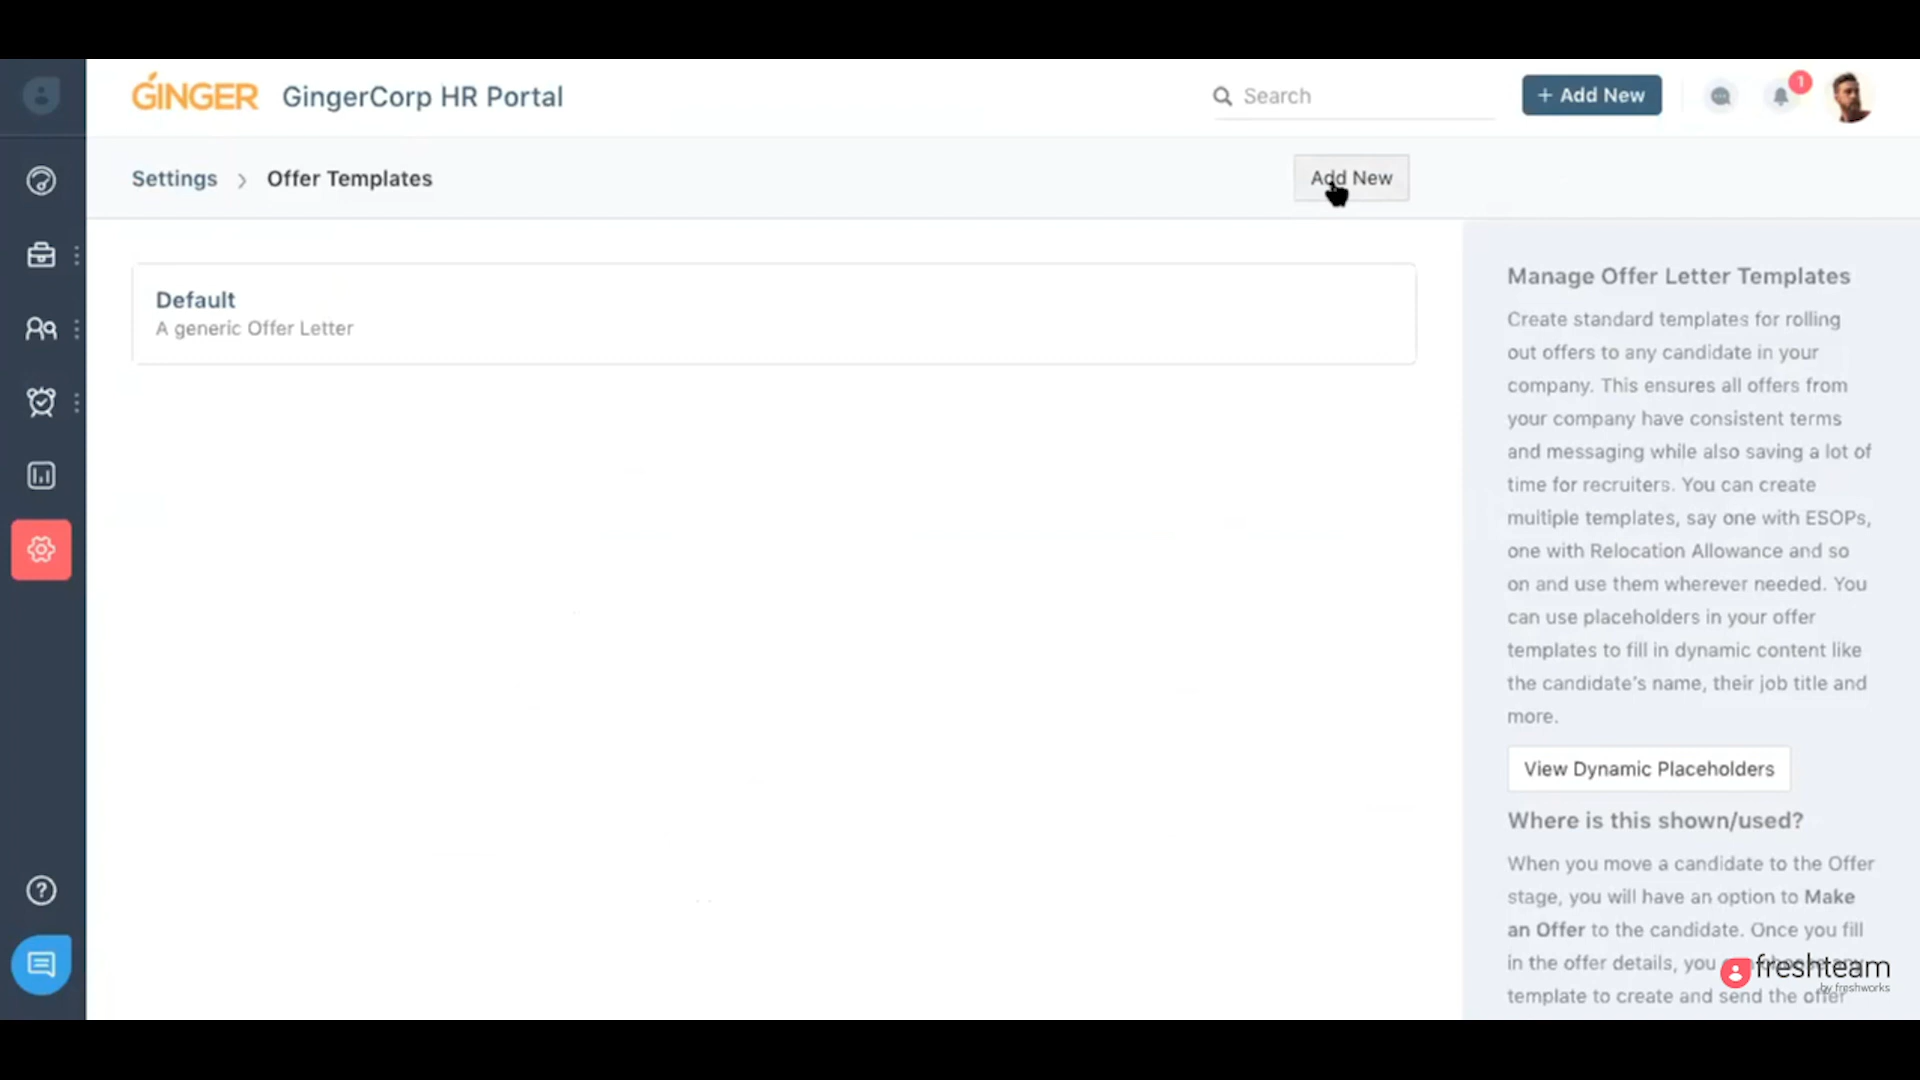 GINGER GingerCorp HR Portal
Search
+ Add New
1
Settings > Offer Templates
Add New
Default
A generic Offer Letter
Manage Offer Letter Templates
Create standard templates for rolling
out offers to any candidate in your
company. This ensures all offers from
your company have consistent terms
and messaging while also saving a lot of
time for recruiters. You can create
multiple templates, say one with ESOPs,
one with Relocation Allowance and so
on and use them wherever needed. You
can use placeholders in your offer
templates to fill in dynamic content like
the candidate's name, their job title and
more.
View Dynamic Placeholders
Where is this shown/used?
When you move a candidate to the Offer
stage, you will have an option to Make
an Offer to the candidate. Once you fill
in the offer details, you
template to create and send the offer
freshteam
by freshworks